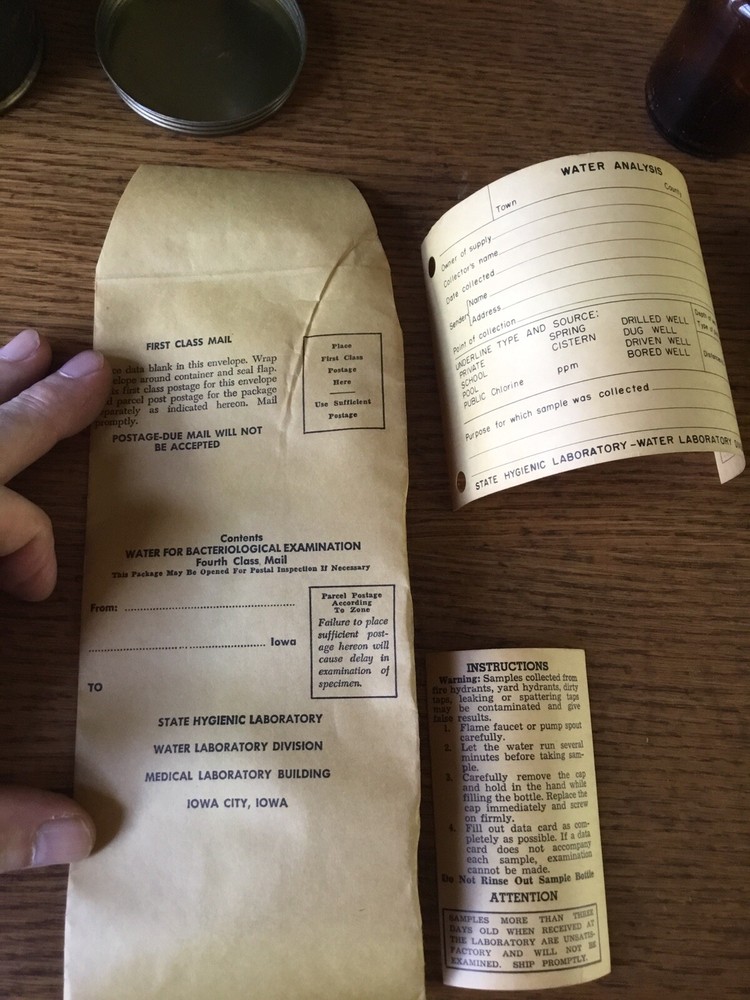 FIRST CLASS MAIL
data blank in this envelope. Wrap
around container and seal flap.
first class postage for this envelope
parcel post postage for the package
as indicated hereon. Mail
promptly.
POSTAGE-DUE MAIL WILL NOT
BE ACCEPTED
Place
First Class
Postage
Here
Use Sufficient
Postage
Contents
WATER FOR BACTERIOLOGICAL EXAMINATION
Fourth Class Mail
This Package May Be Opened For Postal Inspection If Necessary
From:
Iowa
Parcel Postage
According
To Zone
Failure to place
sufficient post-
age hereon will
cause delay in
examination of
specimen.
TO
STATE HYGIENIC LABORATORY
WATER LABORATORY DIVISION
MEDICAL LABORATORY BUILDING
IOWA CITY, IOWA
WATER ANALYSIS
Town County
Owner of supply
Collector's name
Date collected
Sender Name
Address
Point of collection
UNDERLINE TYPE AND SOURCE:
PRIVATE SPRING DRILLED WELL
SCHOOL CISTERN DUG WELL
POOL DRIVEN WELL
PUBLIC Chlorine ppm BORED WELL
Depth of
Type of
Purpose for which sample was collected
STATE HYGIENIC LABORATORY-WATER LABORATORY
INSTRUCTIONS
Warning: Samples collected from
fire hydrants, yard hydrants, dirty
taps, leaking or spattering taps
may be contaminated and give
false results.
1. Flame faucet or pump spout
carefully.
2. Let the water run several
minutes before taking sam-
ple.
3. Carefully remove the cap
and hold in the hand while
filling the bottle. Replace the
cap immediately and screw
on firmly.
4. Fill out data card as com-
pletely as possible. If a data
card does not accompany
each sample, examination
cannot be made.
Do Not Rinse Out Sample Bottle
ATTENTION
SAMPLES MORE THAN THREE
DAYS OLD WHEN RECEIVED AT
THE LABORATORY ARE UNSATIS-
FACTORY AND WILL NOT BE
EXAMINED. SHIP PROMPTLY.